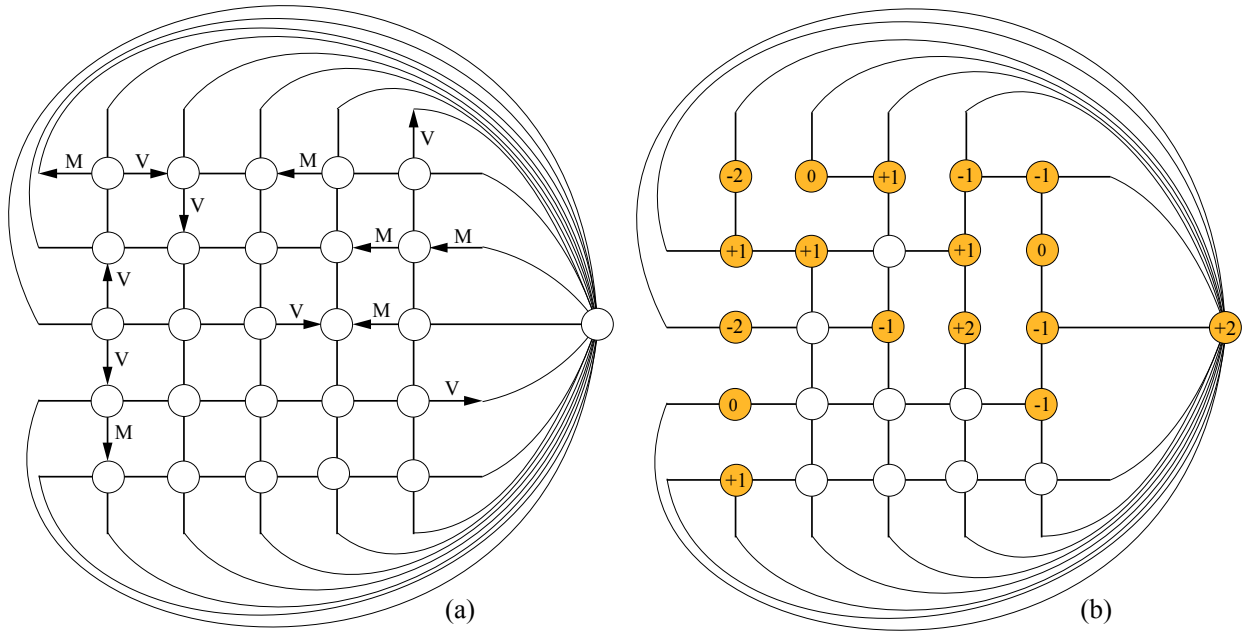 V
M V M
V
M M
V
V M
V
V
M
(a)
-2 0 +1 -1 -1
+1 +1 +1 0
-2 -1 +2 -1 +2
0 -1
+1
(b)